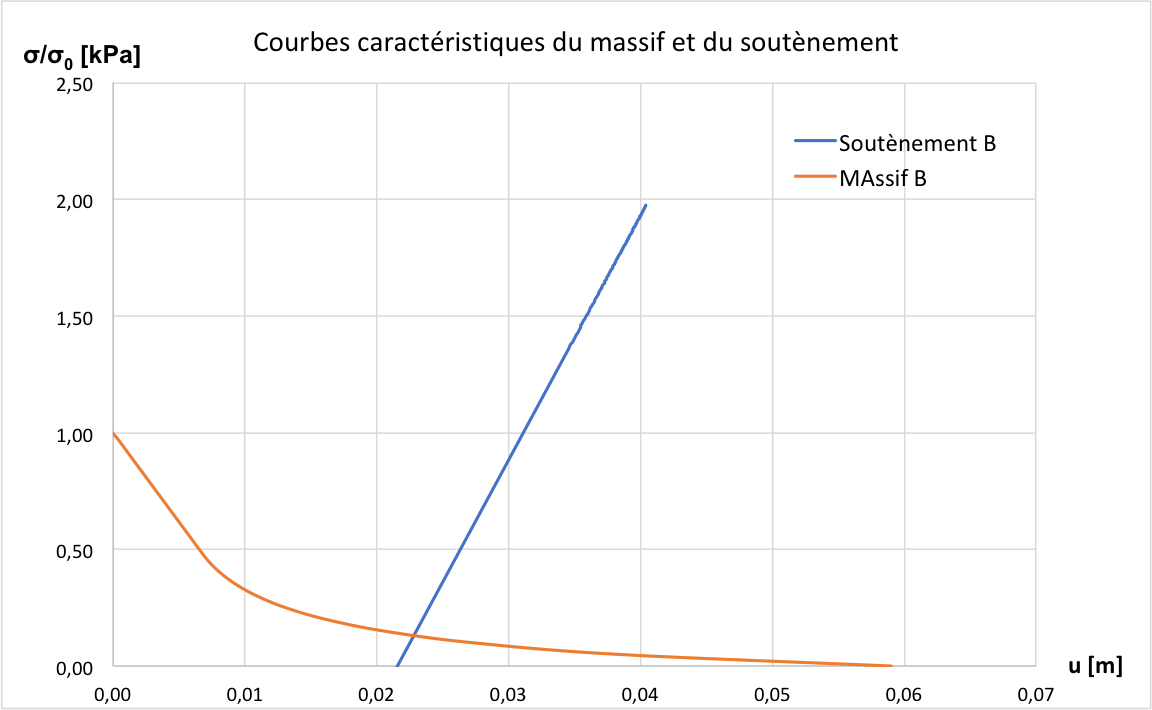 Courbes caractéristiques du massif et du soutènement
σ/σ₀ [kPa]
2,50
2,00
1,50
1,00
0,50
0,00
Soutènement B
MAssif B
0,00 0,01 0,02 0,03 0,04 0,05 0,06 0,07
u [m]